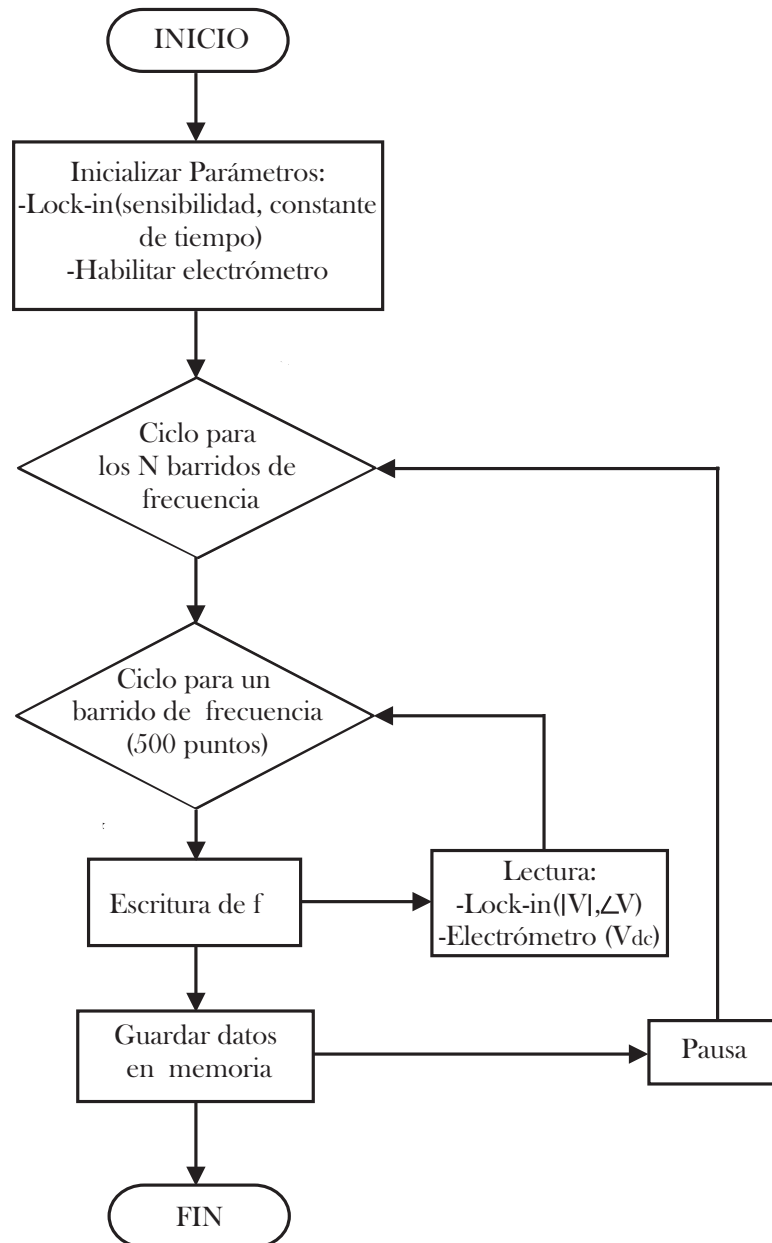 INICIO
Inicializar Parámetros:
-Lock-in(sensibilidad, constante
de tiempo)
-Habilitar electrómetro
Ciclo para
los N barridos de
frecuencia
Ciclo para un
barrido de frecuencia
(500 puntos)
Escritura de f
Lectura:
-Lock-in(|V|,∠V)
-Electrómetro (Vdc)
Guardar datos
en memoria
Pausa
FIN